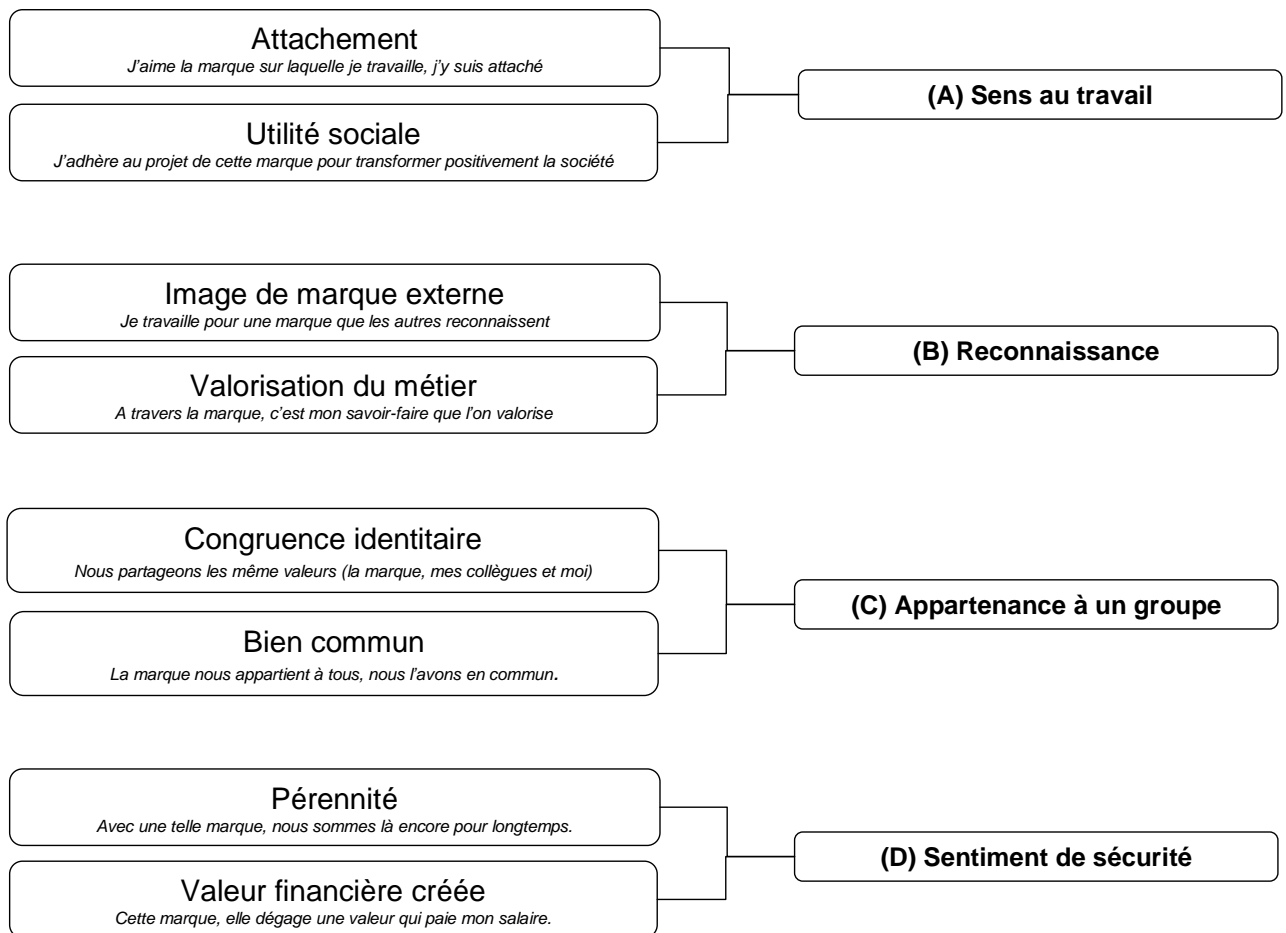 Attachement
J'aime la marque sur laquelle je travaille, j'y suis attaché
(A) Sens au travail
Utilité sociale
J'adhère au projet de cette marque pour transformer positivement la société
Image de marque externe
Je travaille pour une marque que les autres reconnaissent
(B) Reconnaissance
Valorisation du métier
A travers la marque, c'est mon savoir-faire que l'on valorise
Congruence identitaire
Nous partageons les même valeurs (la marque, mes collègues et moi)
(C) Appartenance à un groupe
Bien commun
La marque nous appartient à tous, nous l'avons en commun.
Pérennité
Avec une telle marque, nous sommes là encore pour longtemps.
(D) Sentiment de sécurité
Valeur financière créée
Cette marque, elle dégage une valeur qui paie mon salaire.